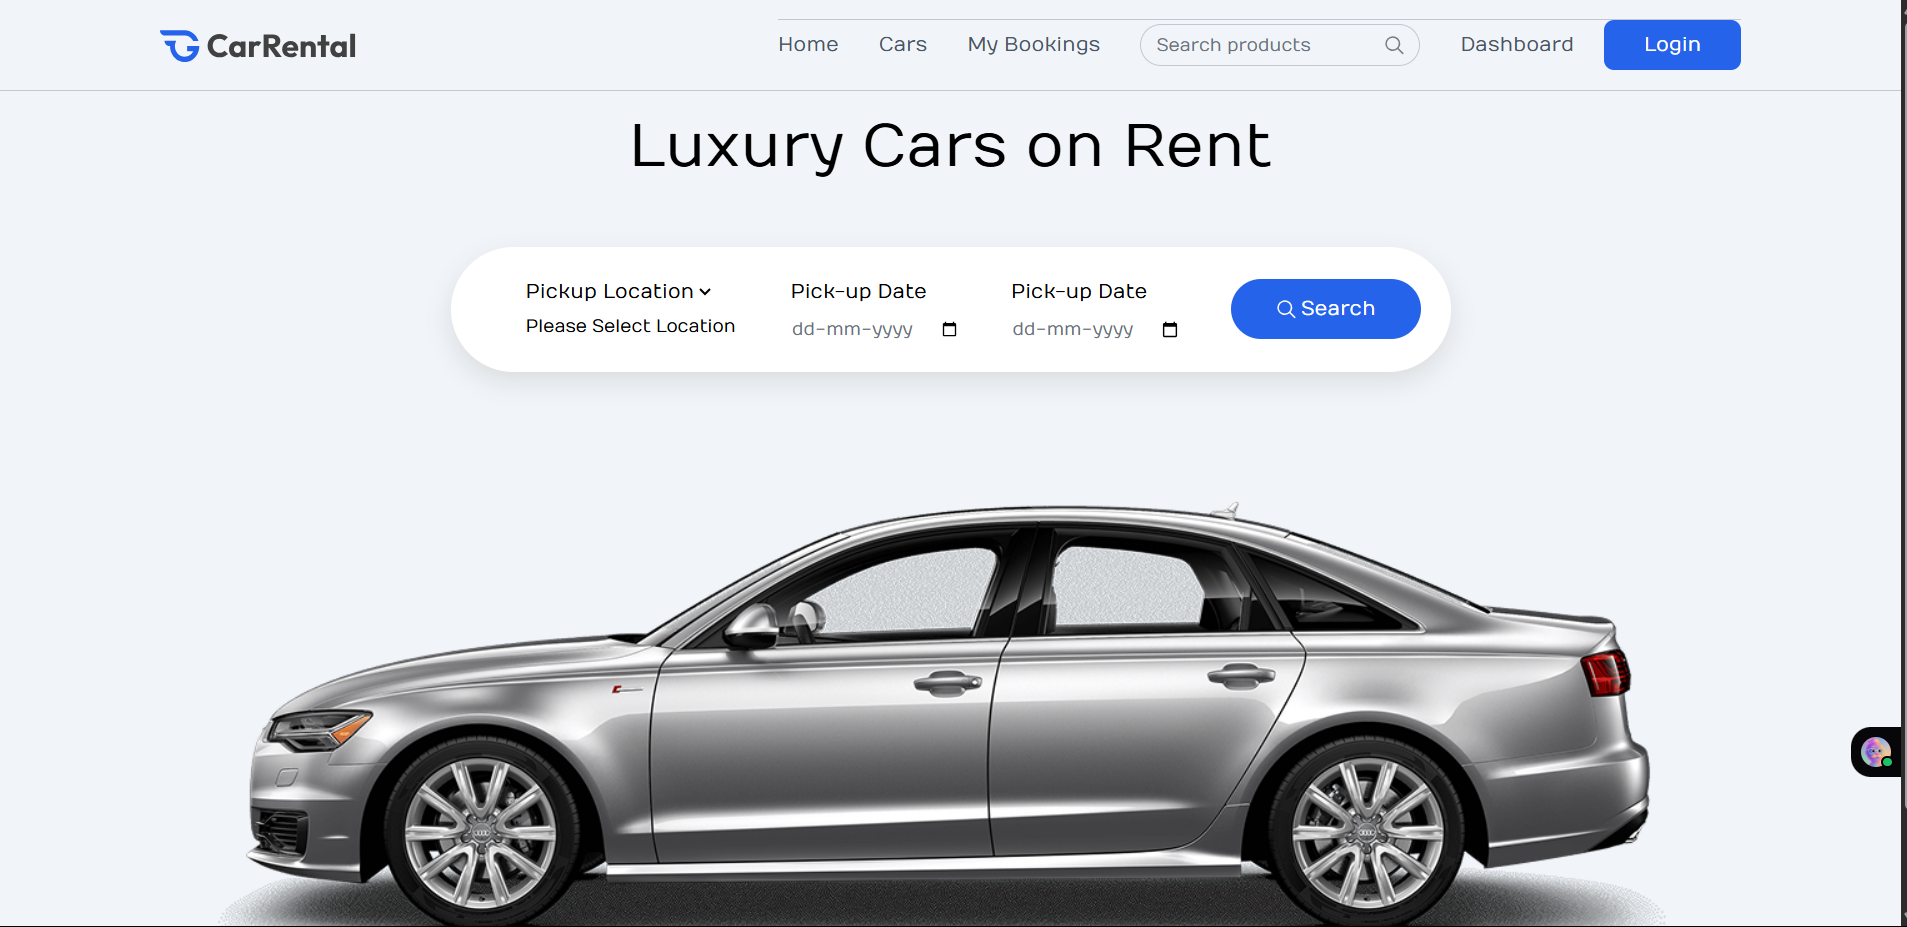 CarRental
Home Cars My Bookings Search products Dashboard Login
Luxury Cars on Rent
Pickup Location Pick-up Date Pick-up Date
Please Select Location dd-mm-yyyy dd-mm-yyyy
Search